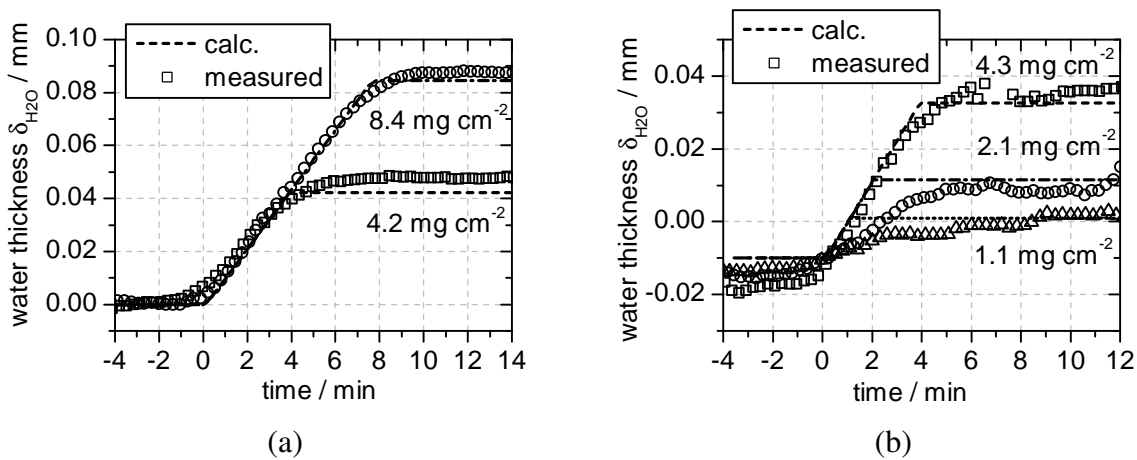 calc.
measured
0.10
0.08
0.06
0.04
0.02
0.00
8.4 mg cm-2
4.2 mg cm-2
-4 -2 0 2 4 6 8 10 12 14
water thickness δH2O / mm
time / min
(a)
calc.
measured
0.04
0.02
0.00
-0.02
4.3 mg cm-2
2.1 mg cm-2
1.1 mg cm-2
-4 -2 0 2 4 6 8 10 12
water thickness δH2O / mm
time / min
(b)